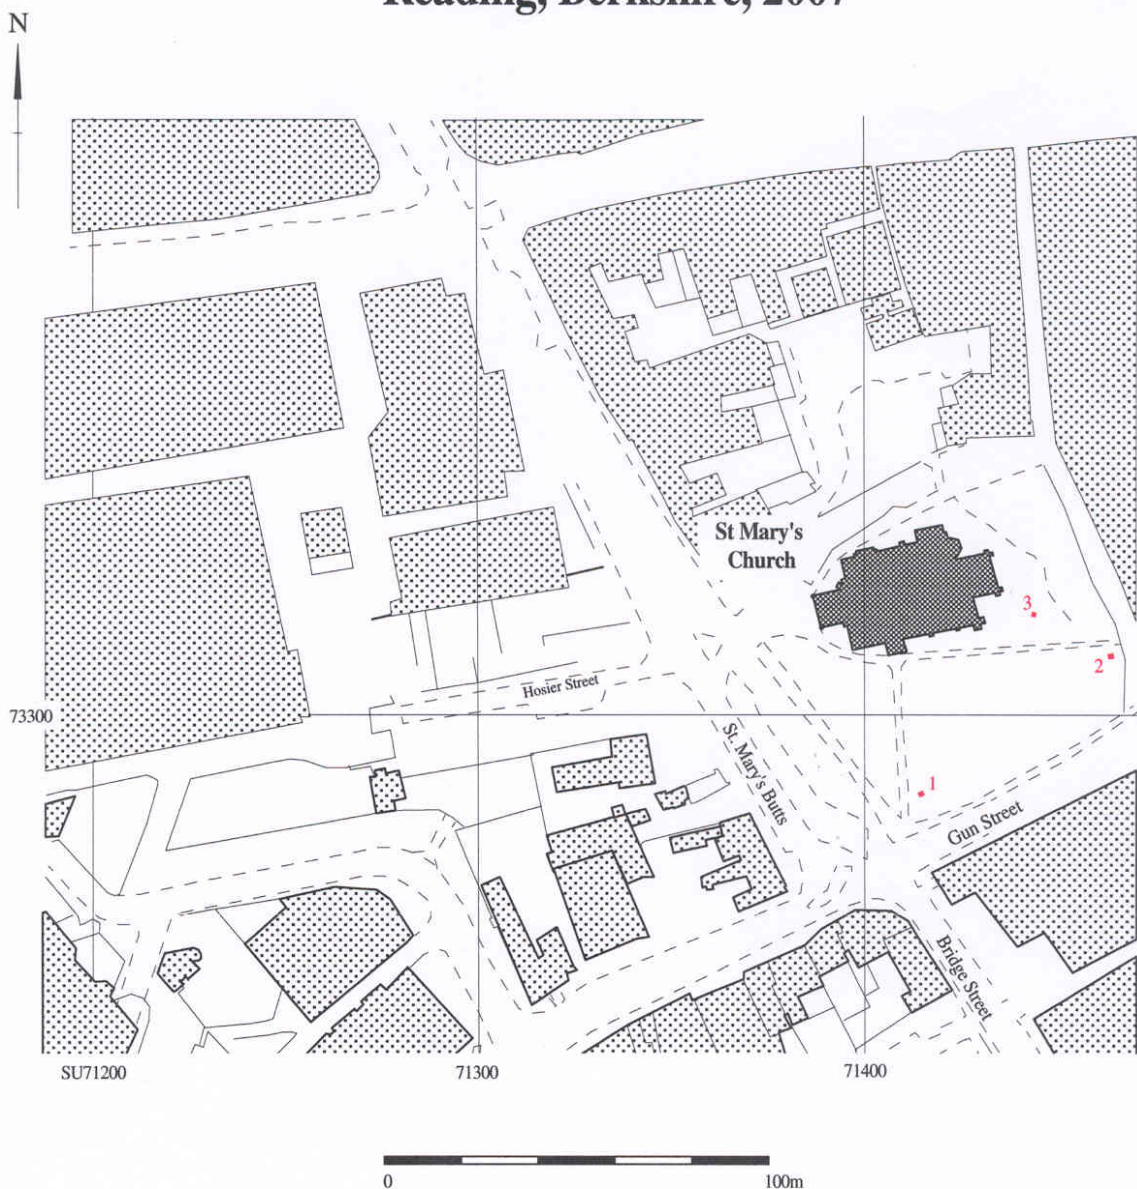 Reading, Berkshire, 2007
N
St Mary's
Church
3
2
Hosier Street
73300
St. Mary's Butts
1
Gun Street
Bridge Street
SU71200
71300
71400
0
100m